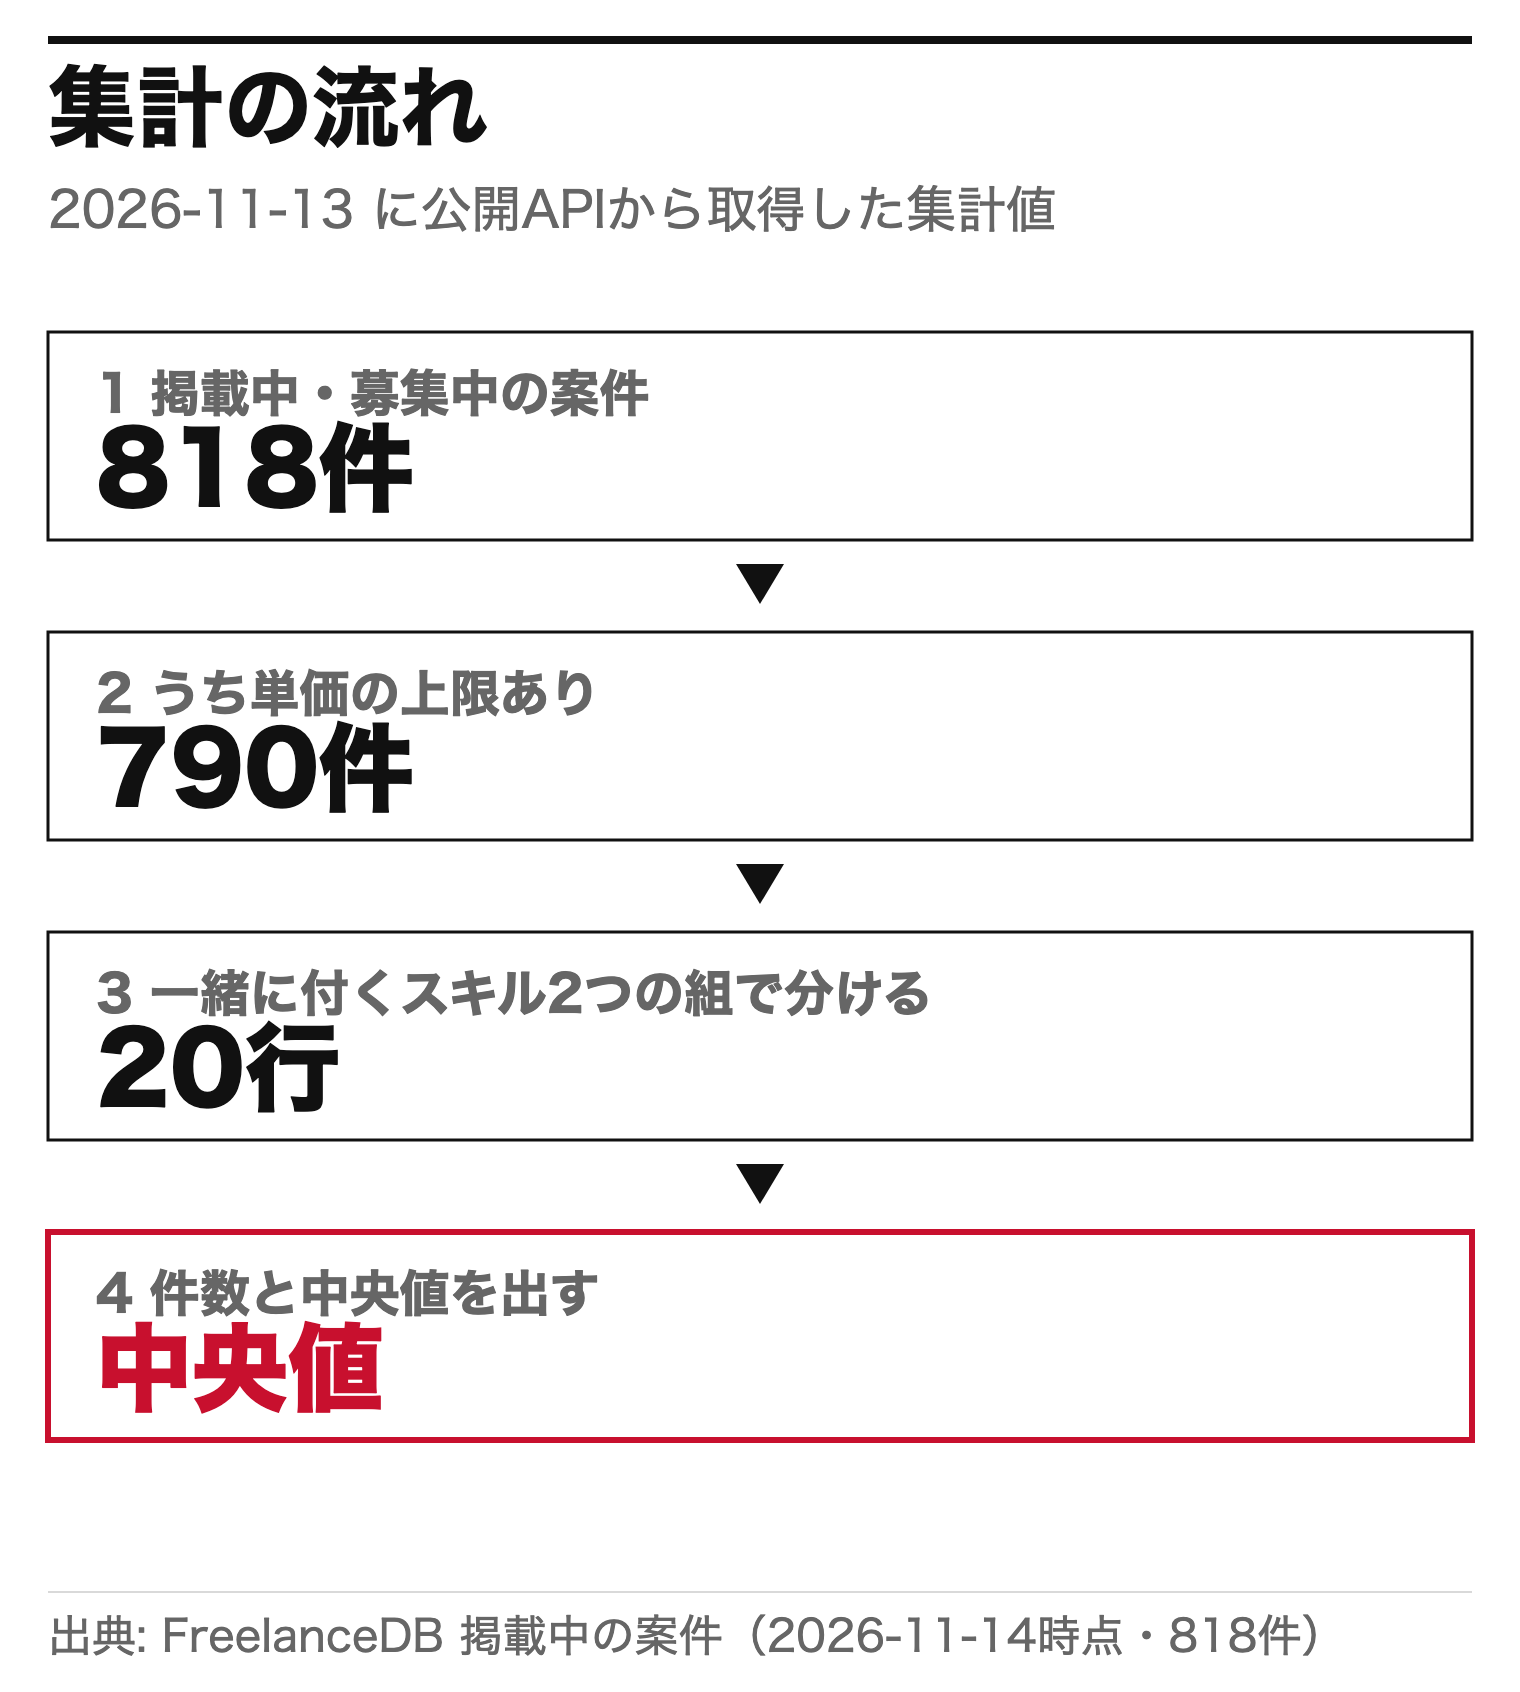 集計の流れ
2026-11-13 に公開APIから取得した集計値
1 掲載中・募集中の案件
818件
2 うち単価の上限あり
790件
3 一緒に付くスキル2つの組で分ける
20行
4 件数と中央値を出す
中央値
出典: FreelanceDB 掲載中の案件（2026-11-14時点・818件）